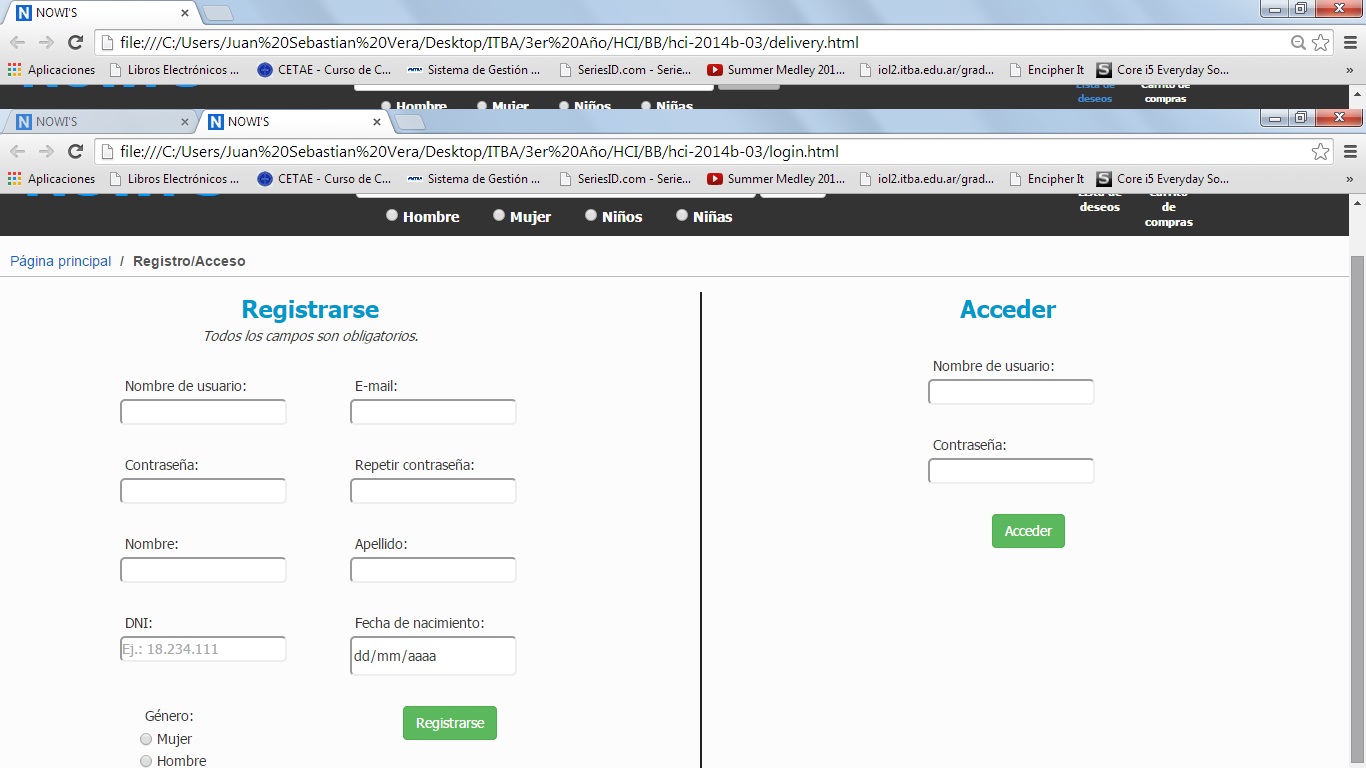 NOWI'S
file:///C:/Users/Juan%20Sebastian%20Vera/Desktop/ITBA/3er%20Año/HCI/BB/hci-2014b-03/delivery.html
Aplicaciones Libros Electrónicos ... CETAE - Curso de C... Sistema de Gestión ... SeriesID.com - Serie... Summer Medley 201... iol2.itba.edu.ar/grad... Encipher It Core i5 Everyday So... »
Hombre Mujer Niños Niñas
Lista de deseos
Carrito de compras
NOWI'S NOWI'S
file:///C:/Users/Juan%20Sebastian%20Vera/Desktop/ITBA/3er%20Año/HCI/BB/hci-2014b-03/login.html
Aplicaciones Libros Electrónicos ... CETAE - Curso de C... Sistema de Gestión ... SeriesID.com - Serie... Summer Medley 201... iol2.itba.edu.ar/grad... Encipher It Core i5 Everyday So... »
Hombre Mujer Niños Niñas
Lista de
deseos
Carrito
de
compras
Página principal / Registro/Acceso
Registrarse
Todos los campos son obligatorios.
Nombre de usuario: E-mail:
Contraseña: Repetir contraseña:
Nombre: Apellido:
DNI: Fecha de nacimiento:
Ej.: 18.234.111 dd/mm/aaaa
Género: Registrarse
Mujer
Hombre
Acceder
Nombre de usuario:
Contraseña:
Acceder